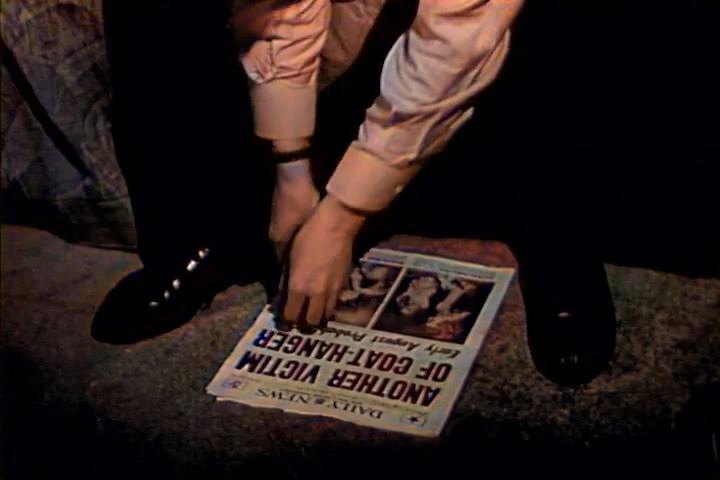 DAILY NEWS
ANOTHER VICTIM
OF COAT-HANGER
Early August